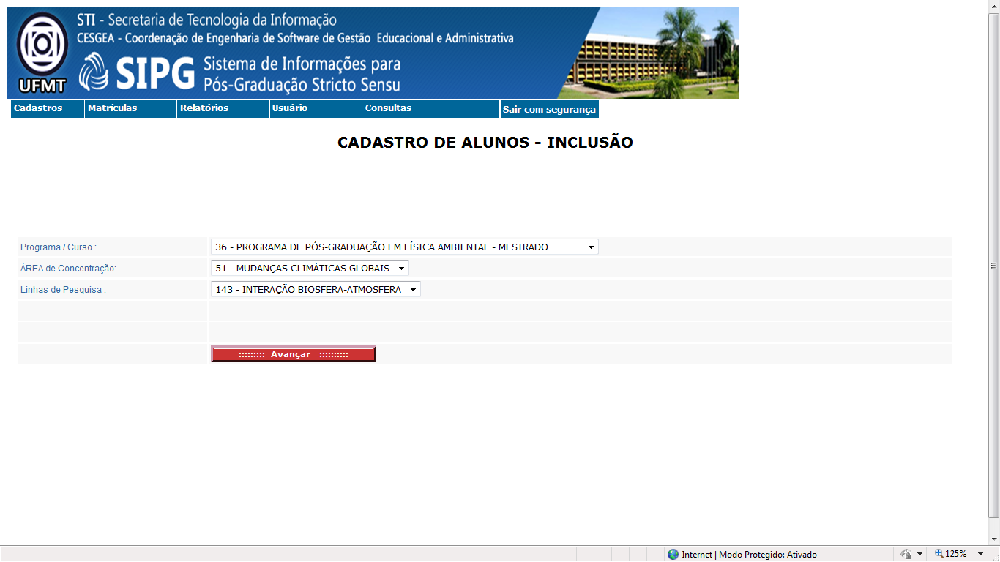 STI - Secretaria de Tecnologia da Informação
CESGEA - Coordenação de Engenharia de Software de Gestão Educacional e Administrativa
UFMT
SIPG
Sistema de Informações para
Pós-Graduação Stricto Sensu
Cadastros Matrículas Relatórios Usuário Consultas Sair com segurança
CADASTRO DE ALUNOS - INCLUSÃO
Programa / Curso : 36 - PROGRAMA DE PÓS-GRADUAÇÃO EM FÍSICA AMBIENTAL - MESTRADO
ÁREA de Concentração: 51 - MUDANÇAS CLIMÁTICAS GLOBAIS
Linhas de Pesquisa : 143 - INTERAÇÃO BIOSFERA-ATMOSFERA
::::::::: Avançar ::::::::::
Internet | Modo Protegido: Ativado 125%